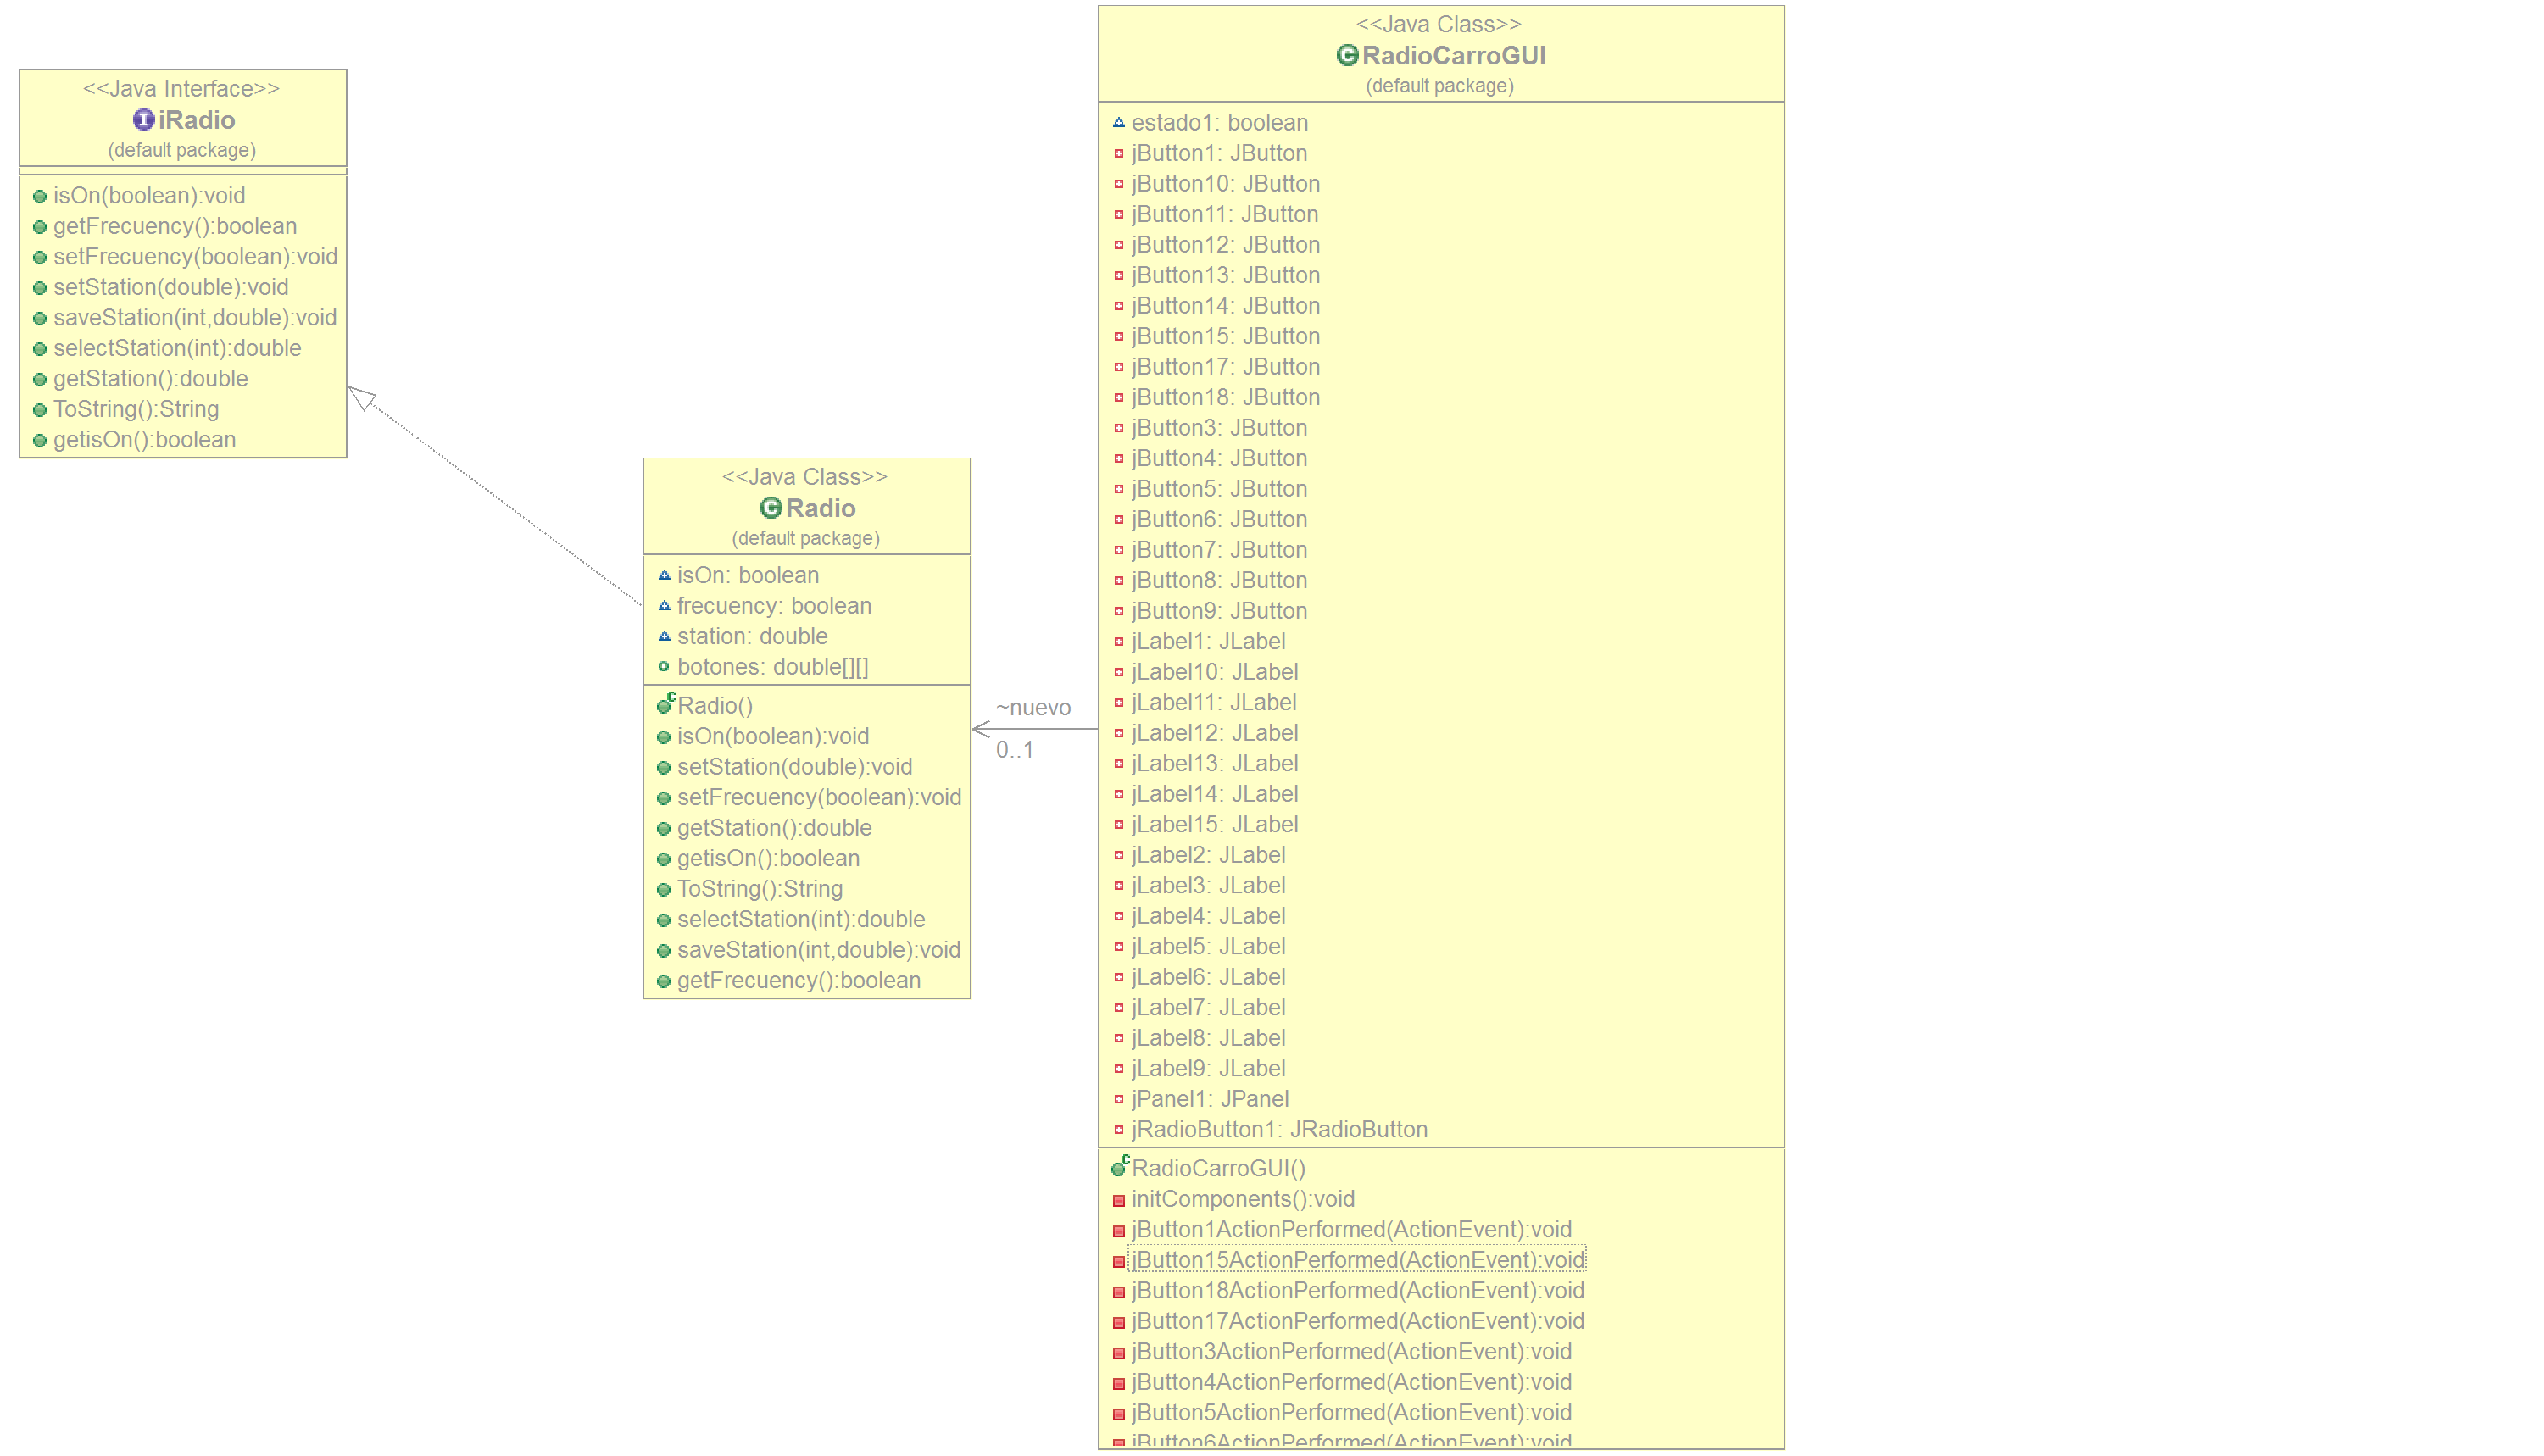 <<Java Interface>>
iRadio
(default package)
isOn(boolean):void
getFrecuency():boolean
setFrecuency(boolean):void
setStation(double):void
saveStation(int,double):void
selectStation(int):double
getStation():double
ToString():String
getisOn():boolean
<<Java Class>>
Radio
(default package)
isOn: boolean
frecuency: boolean
station: double
botones: double[][]
Radio()
isOn(boolean):void
setStation(double):void
setFrecuency(boolean):void
getStation():double
getisOn():boolean
ToString():String
selectStation(int):double
saveStation(int,double):void
getFrecuency():boolean
~nuevo
0..1
<<Java Class>>
RadioCarroGUI
(default package)
estado1: boolean
jButton1: JButton
jButton10: JButton
jButton11: JButton
jButton12: JButton
jButton13: JButton
jButton14: JButton
jButton15: JButton
jButton17: JButton
jButton18: JButton
jButton3: JButton
jButton4: JButton
jButton5: JButton
jButton6: JButton
jButton7: JButton
jButton8: JButton
jButton9: JButton
jLabel1: JLabel
jLabel10: JLabel
jLabel11: JLabel
jLabel12: JLabel
jLabel13: JLabel
jLabel14: JLabel
jLabel15: JLabel
jLabel2: JLabel
jLabel3: JLabel
jLabel4: JLabel
jLabel5: JLabel
jLabel6: JLabel
jLabel7: JLabel
jLabel8: JLabel
jLabel9: JLabel
jPanel1: JPanel
jRadioButton1: JRadioButton
RadioCarroGUI()
initComponents():void
jButton1ActionPerformed(ActionEvent):void
jButton15ActionPerformed(ActionEvent):void
jButton18ActionPerformed(ActionEvent):void
jButton17ActionPerformed(ActionEvent):void
jButton3ActionPerformed(ActionEvent):void
jButton4ActionPerformed(ActionEvent):void
jButton5ActionPerformed(ActionEvent):void
jButton6ActionPerformed(ActionEvent):void